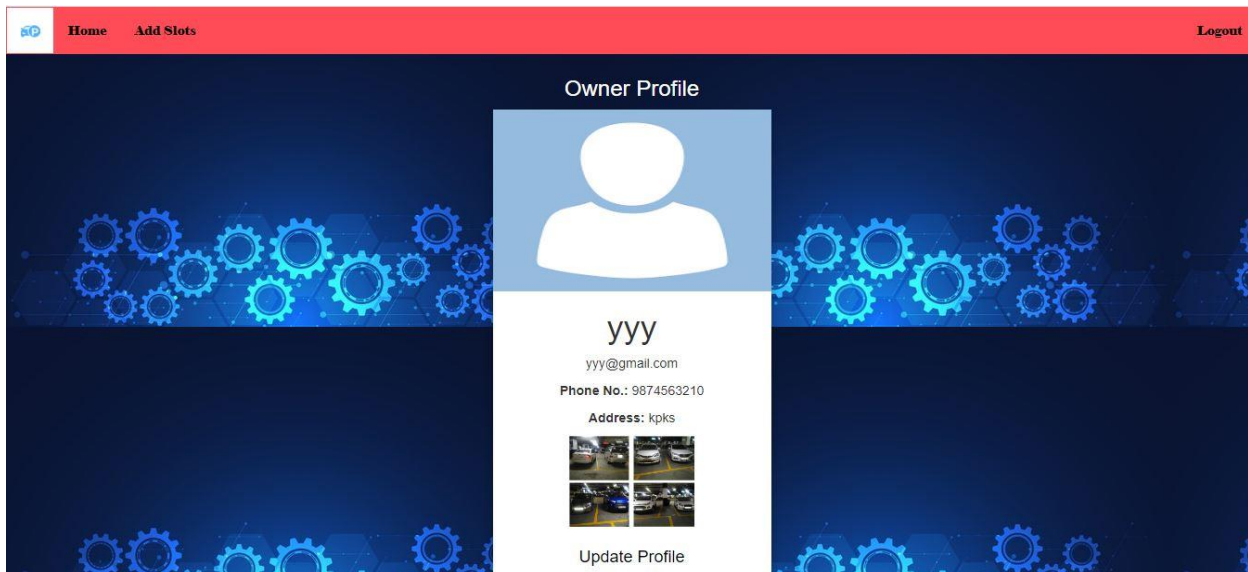 P
Home
Add Slots
Logout
Owner Profile
yyy
yyy@gmail.com
Phone No.: 9874563210
Address: kpks
Update Profile